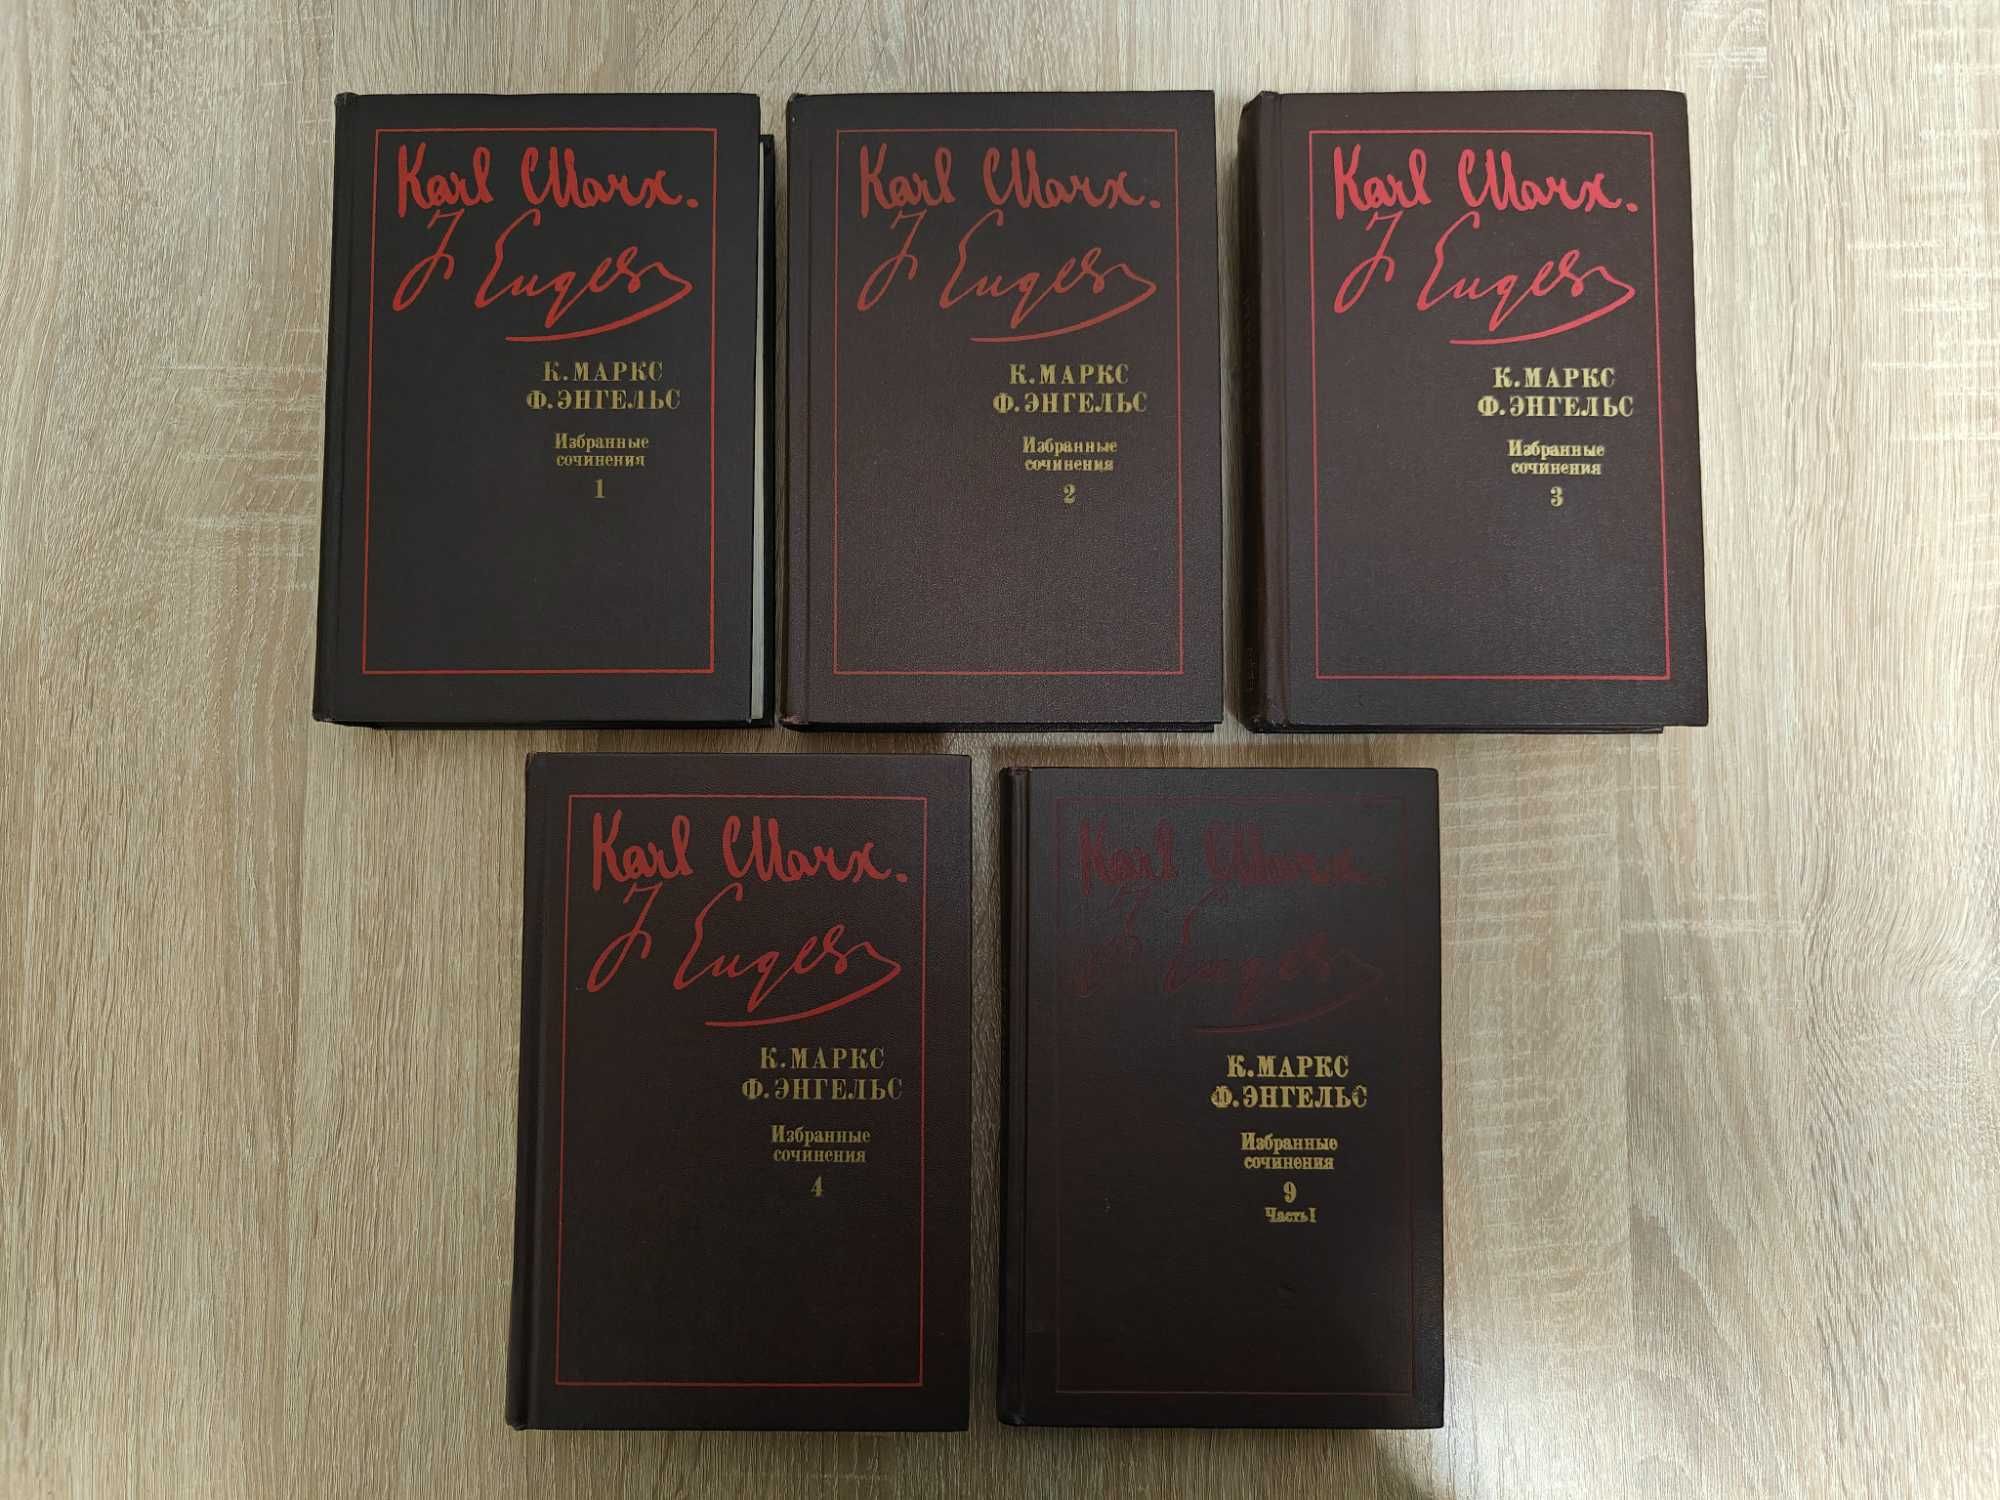 Karl Marx.
F Engels
К. МАРКС
Ф. ЭНГЕЛЬС
Избранные
сочинения
1
Karl Marx.
F Engels
К. МАРКС
Ф. ЭНГЕЛЬС
Избранные
сочинения
2
Karl Marx.
F Engels
К. МАРКС
Ф. ЭНГЕЛЬС
Избранные
сочинения
3
Karl Marx.
F Engels
К. МАРКС
Ф. ЭНГЕЛЬС
Избранные
сочинения
4
Karl Marx.
F Engels
К. МАРКС
Ф. ЭНГЕЛЬС
Избранные
сочинения
9
Часть I